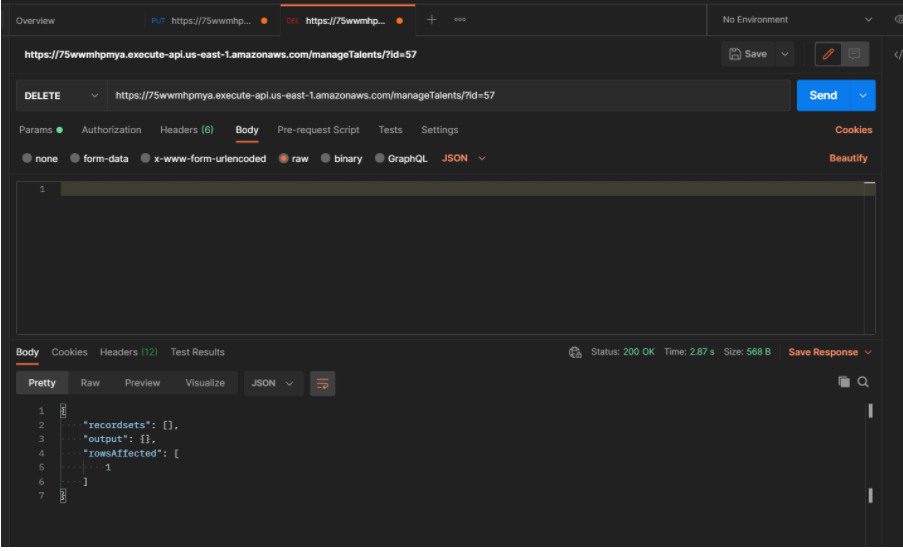 Overview PUT https://75wwmhp... DEL https://75wwmhp... No Environment
https://75wwmhpmya.execute-api.us-east-1.amazonaws.com/manageTalents/?id=57 Save
DELETE https://75wwmhpmya.execute-api.us-east-1.amazonaws.com/manageTalents/?id=57 Send
Params Authorization Headers (6) Body Pre-request Script Tests Settings Cookies
none form-data x-www-form-urlencoded raw binary GraphQL JSON Beautify
1
Body Cookies Headers (12) Test Results Status: 200 OK Time: 2.87 s Size: 568 B Save Response
Pretty Raw Preview Visualize JSON
1 {
2 "recordsets": [],
3 "output": {},
4 "rowsAffected": [
5 1
6 ]
7 }